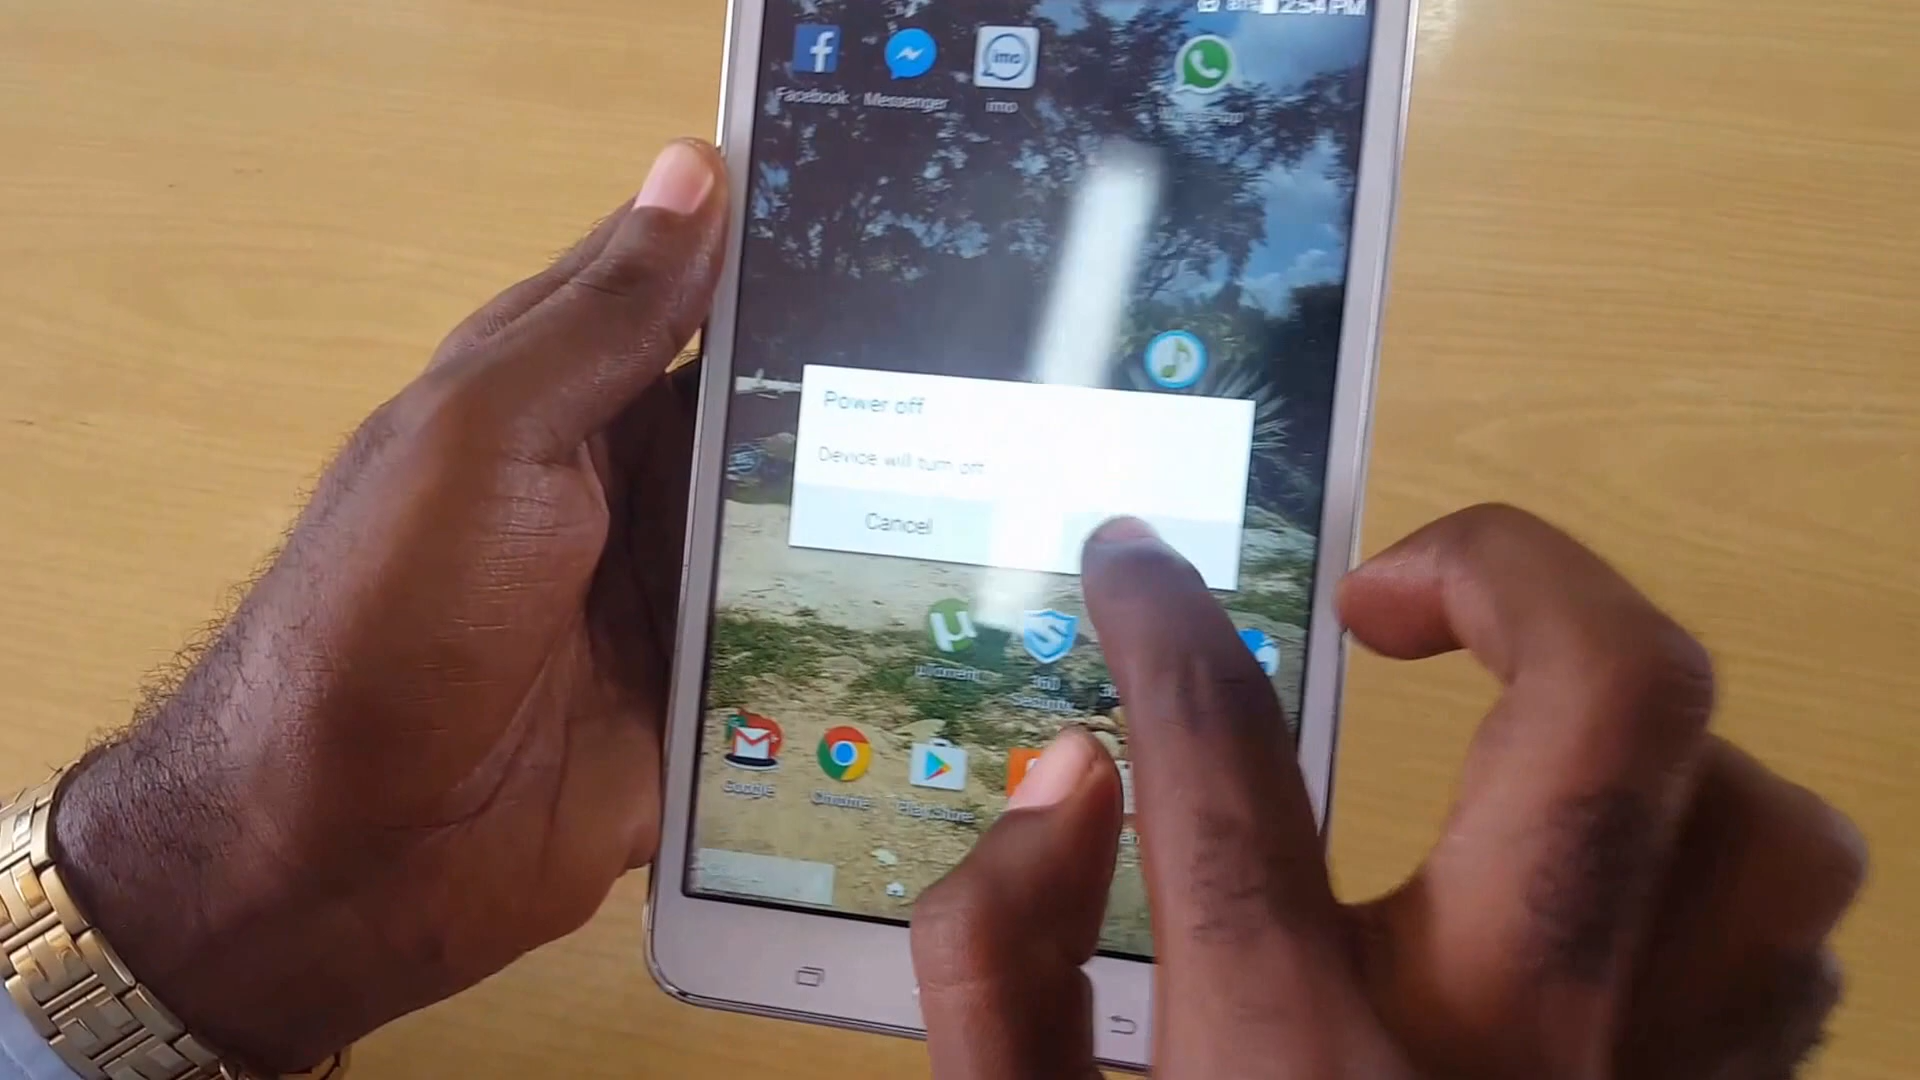 2:54 PM
Facebook Messenger imo WhatsApp
Power off
Device will turn off
Cancel
µTorrent 360
Security
Google Chrome Play Store